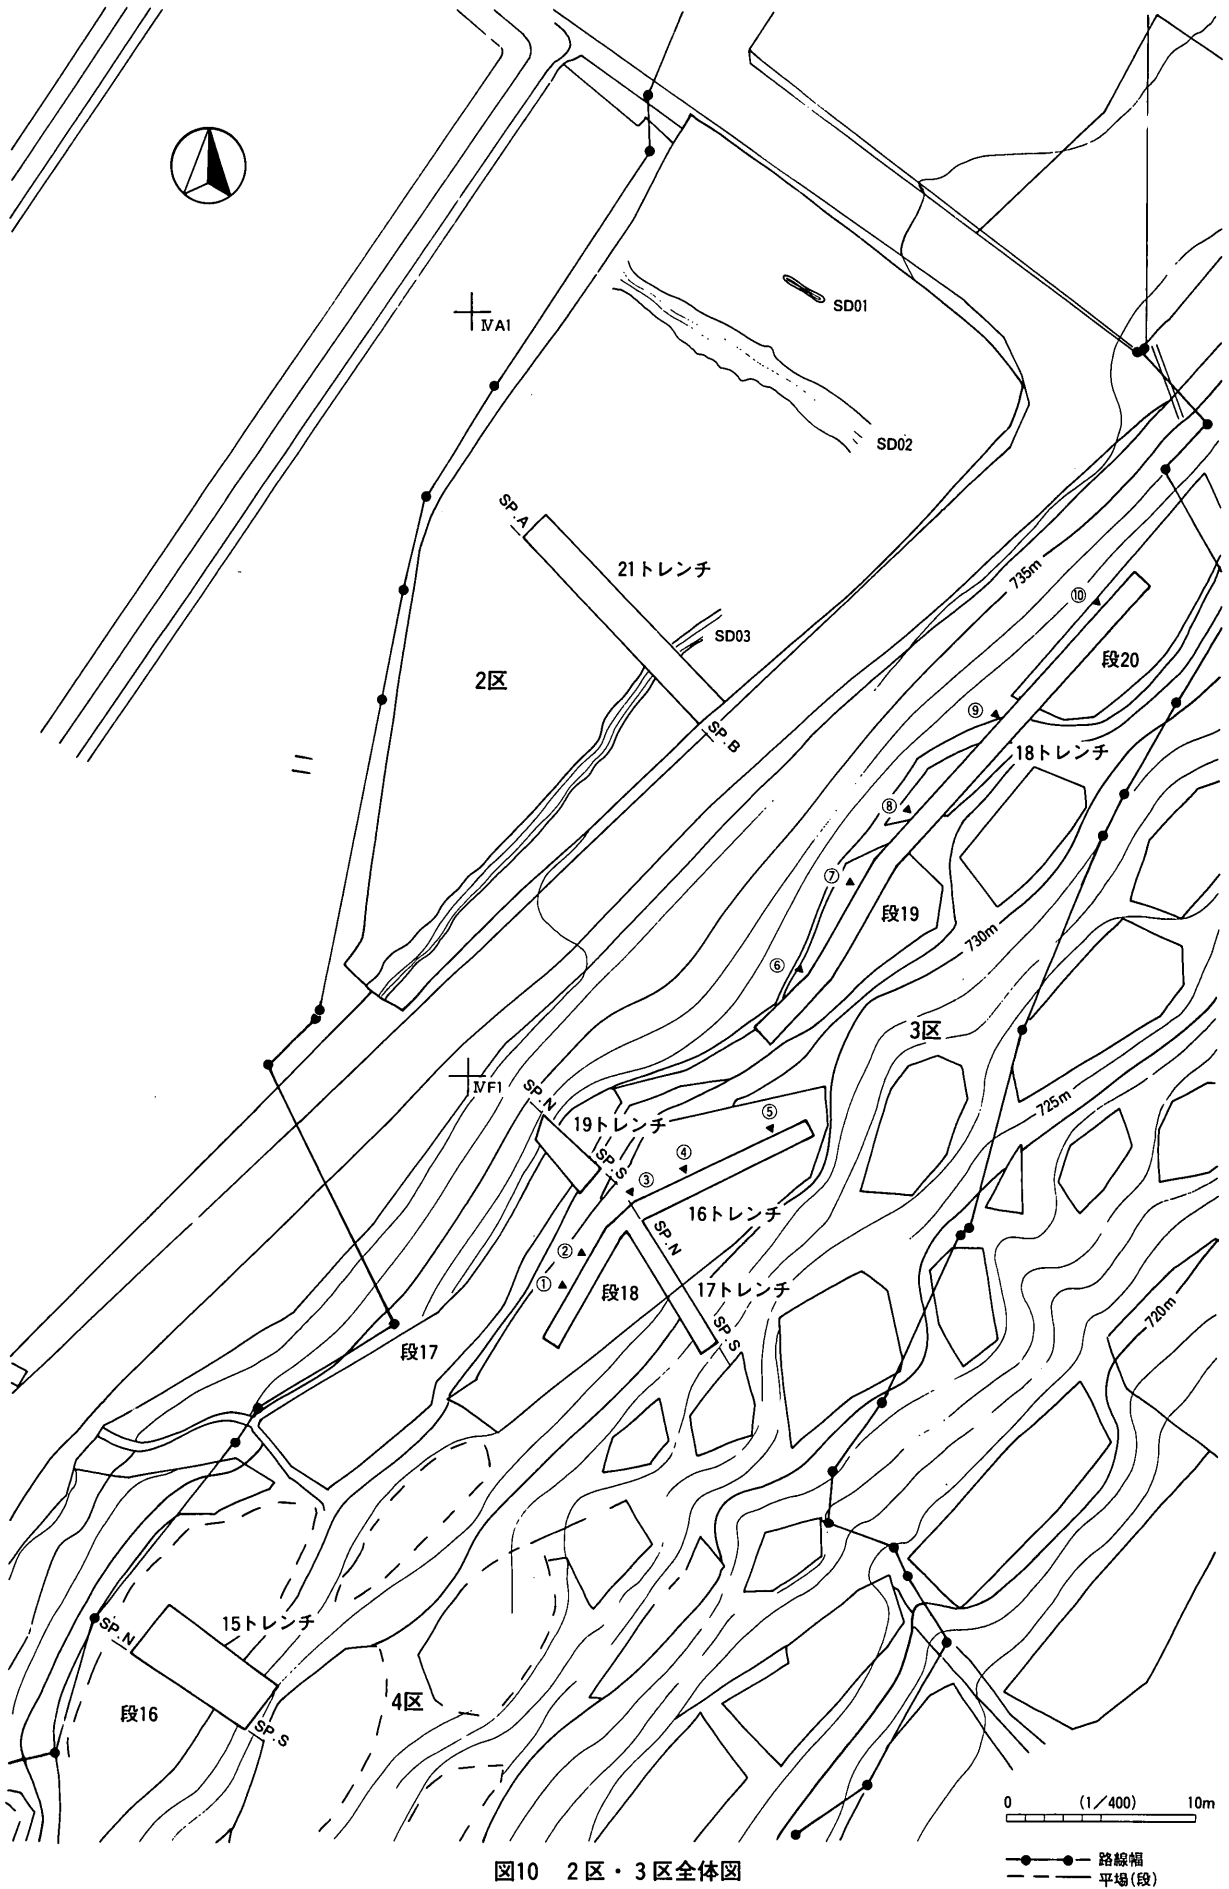 SD01
ⅣA1
SD02
SP.A
21トレンチ
735m
⑩
SD03
段20
2区
⑨
SP.B
18トレンチ
⑧
⑦
段19
730m
⑥
3区
ⅣF1
SP.N
725m
19トレンチ
⑤
④
SP.S
③
16トレンチ
SP.N
②
①
段18
17トレンチ
720m
SP.S
段17
15トレンチ
SP.N
4区
段16
SP.S
0 (1/400) 10m
路線幅
平場(段)
図10 2区・3区全体図